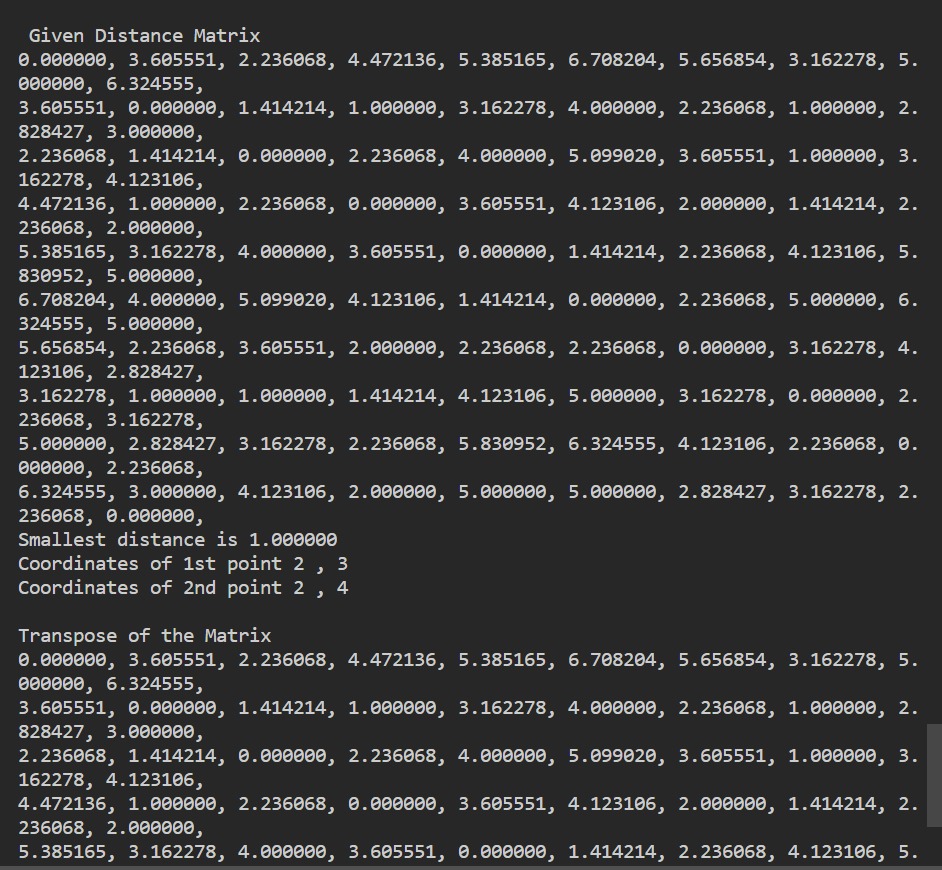 Given Distance Matrix
0.000000, 3.605551, 2.236068, 4.472136, 5.385165, 6.708204, 5.656854, 3.162278, 5.
000000, 6.324555,
3.605551, 0.000000, 1.414214, 1.000000, 3.162278, 4.000000, 2.236068, 1.000000, 2.
828427, 3.000000,
2.236068, 1.414214, 0.000000, 2.236068, 4.000000, 5.099020, 3.605551, 1.000000, 3.
162278, 4.123106,
4.472136, 1.000000, 2.236068, 0.000000, 3.605551, 4.123106, 2.000000, 1.414214, 2.
236068, 2.000000,
5.385165, 3.162278, 4.000000, 3.605551, 0.000000, 1.414214, 2.236068, 4.123106, 5.
830952, 5.000000,
6.708204, 4.000000, 5.099020, 4.123106, 1.414214, 0.000000, 2.236068, 5.000000, 6.
324555, 5.000000,
5.656854, 2.236068, 3.605551, 2.000000, 2.236068, 2.236068, 0.000000, 3.162278, 4.
123106, 2.828427,
3.162278, 1.000000, 1.000000, 1.414214, 4.123106, 5.000000, 3.162278, 0.000000, 2.
236068, 3.162278,
5.000000, 2.828427, 3.162278, 2.236068, 5.830952, 6.324555, 4.123106, 2.236068, 0.
000000, 2.236068,
6.324555, 3.000000, 4.123106, 2.000000, 5.000000, 5.000000, 2.828427, 3.162278, 2.
236068, 0.000000,
Smallest distance is 1.000000
Coordinates of 1st point 2 , 3
Coordinates of 2nd point 2 , 4
Transpose of the Matrix
0.000000, 3.605551, 2.236068, 4.472136, 5.385165, 6.708204, 5.656854, 3.162278, 5.
000000, 6.324555,
3.605551, 0.000000, 1.414214, 1.000000, 3.162278, 4.000000, 2.236068, 1.000000, 2.
828427, 3.000000,
2.236068, 1.414214, 0.000000, 2.236068, 4.000000, 5.099020, 3.605551, 1.000000, 3.
162278, 4.123106,
4.472136, 1.000000, 2.236068, 0.000000, 3.605551, 4.123106, 2.000000, 1.414214, 2.
236068, 2.000000,
5.385165, 3.162278, 4.000000, 3.605551, 0.000000, 1.414214, 2.236068, 4.123106, 5.